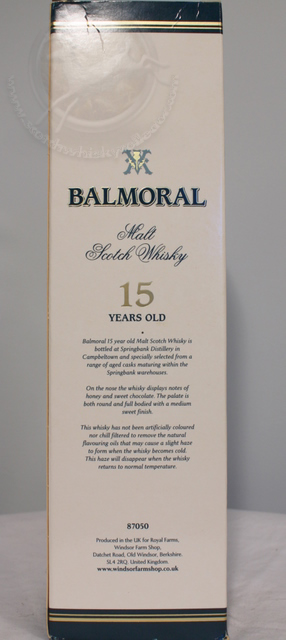 BALMORAL
Malt
Scotch Whisky
15
YEARS OLD
Balmoral 15 year old Malt Scotch Whisky is
bottled at Springbank Distillery in
Campbeltown and specially selected from a
range of aged casks maturing within the
Springbank warehouses.
On the nose the whisky displays notes of
honey and sweet chocolate. The palate is
both round and full bodied with a medium
sweet finish.
This whisky has not been artificially coloured
nor chill filtered to remove the natural
flavouring oils that may cause a slight haze
to form when the whisky becomes cold.
This haze will disappear when the whisky
returns to normal temperature.
87050
Produced in the UK for Royal Farms,
Windsor Farm Shop,
Datchet Road, Old Windsor, Berkshire.
SL4 2RQ. United Kingdom.
www.windsorfarmshop.co.uk